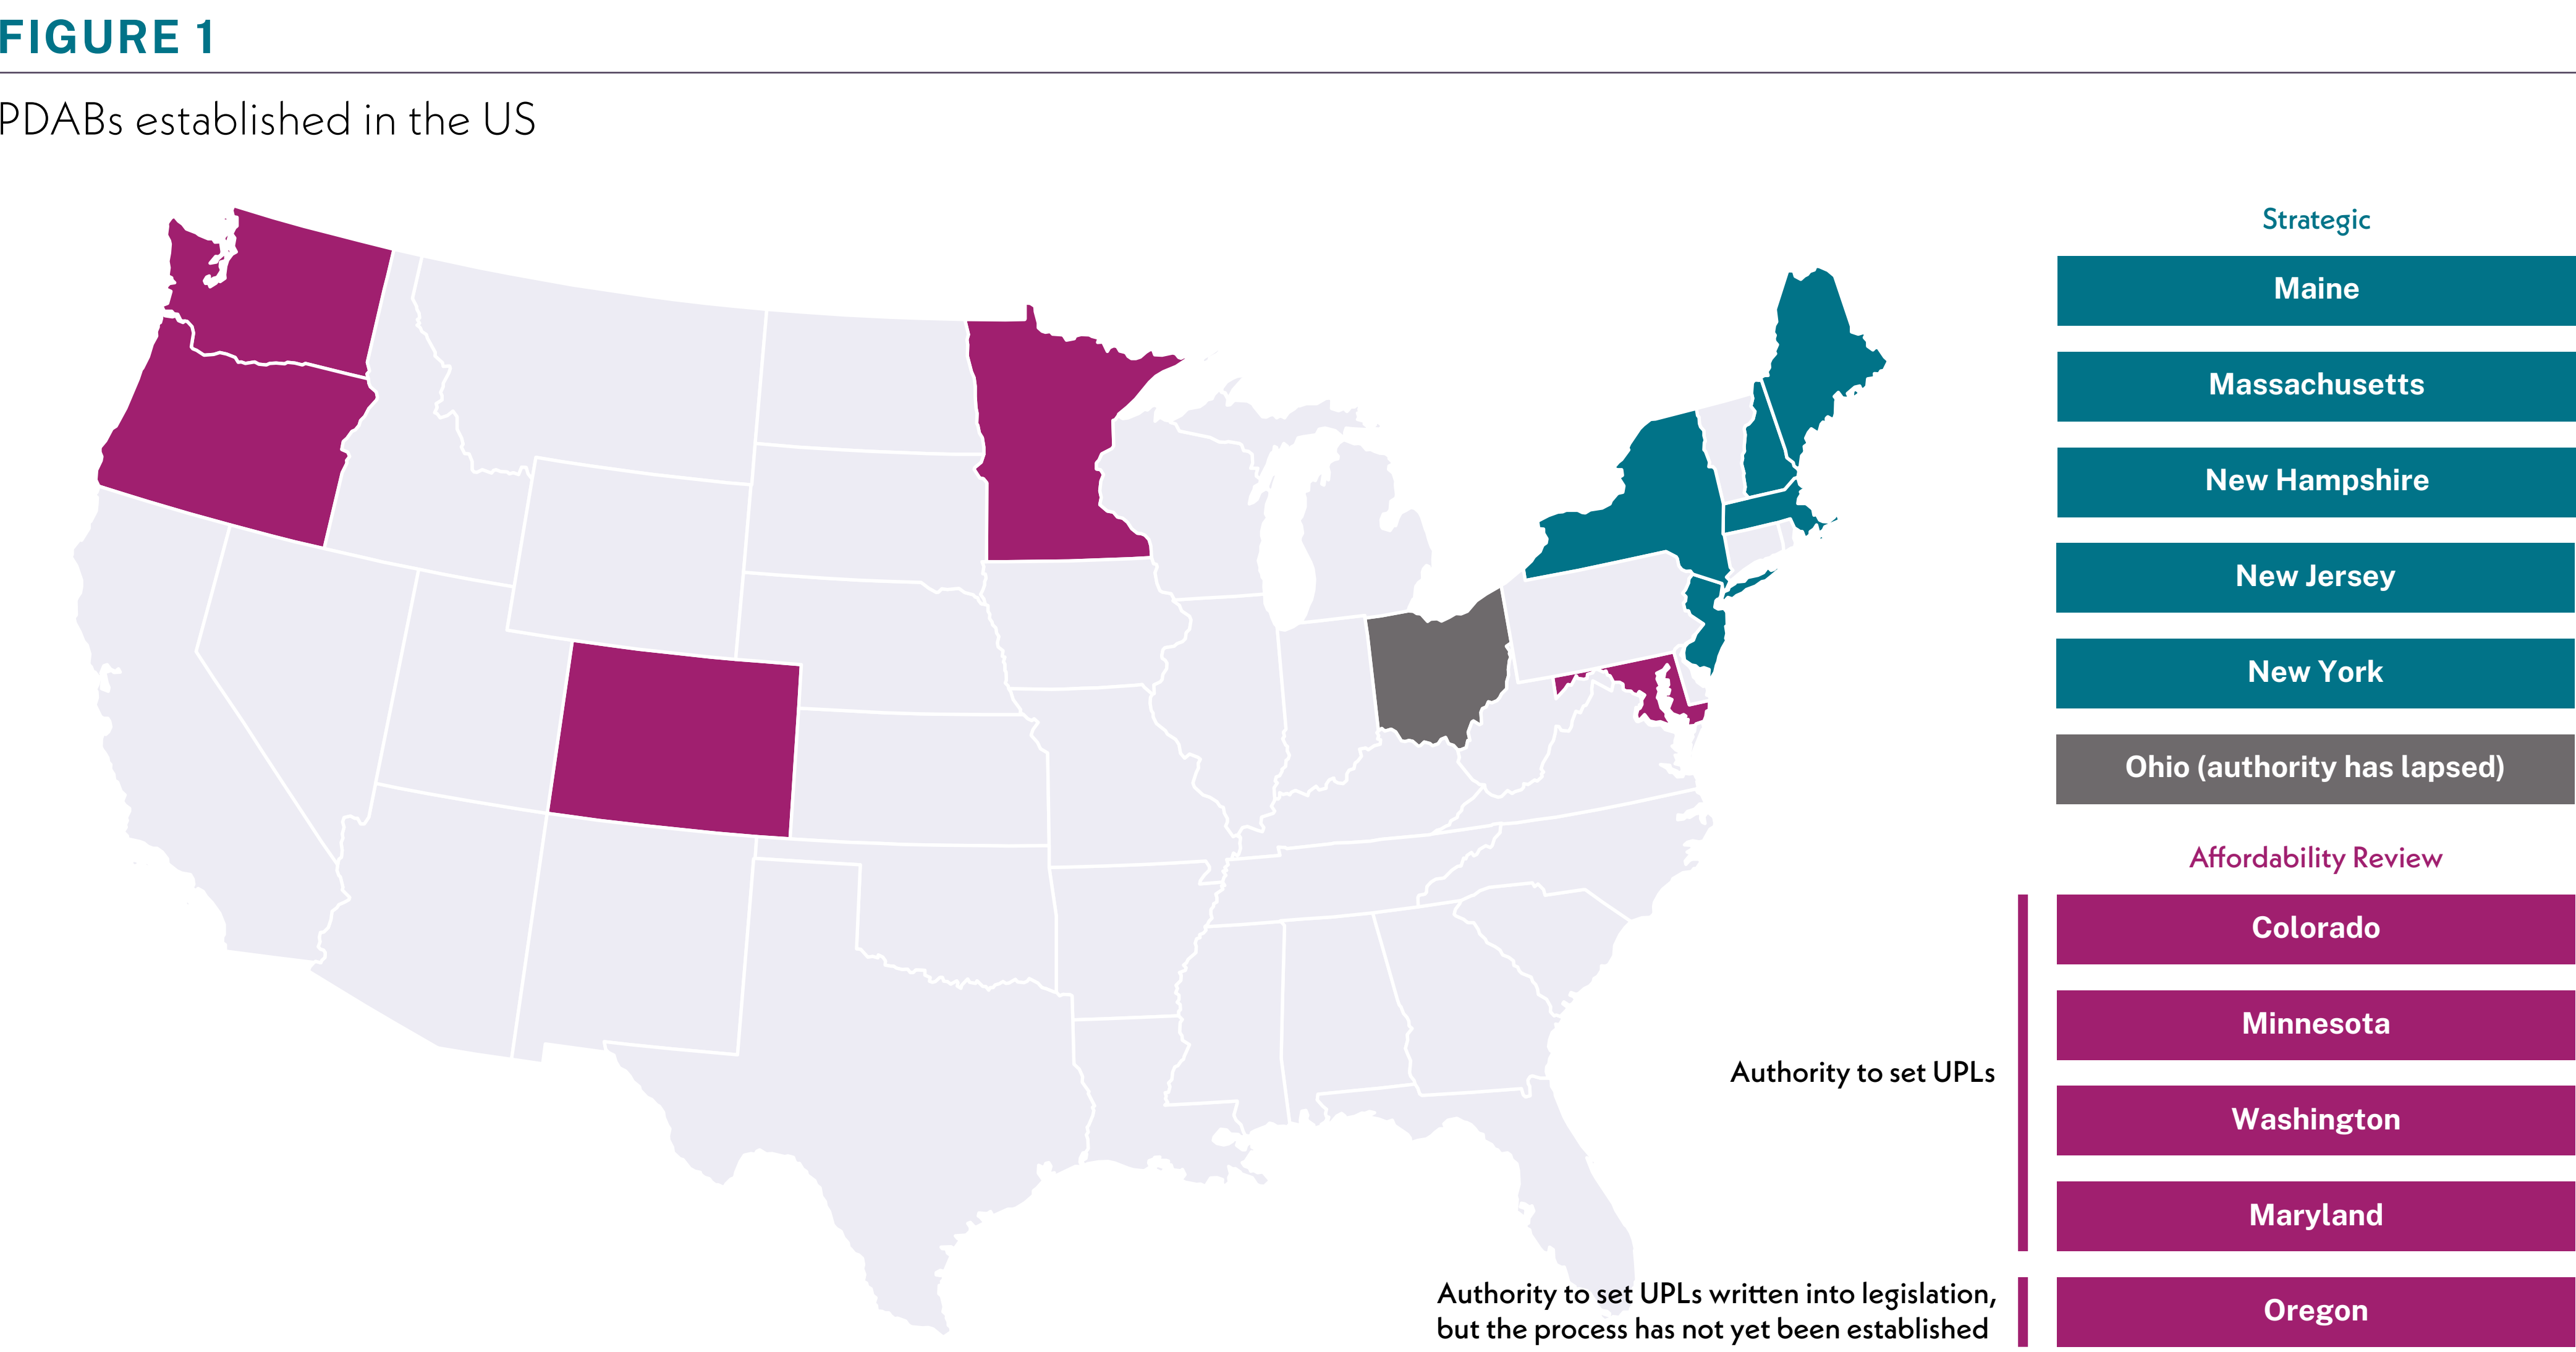 FIGURE 1
PDABs established in the US
Strategic
Maine
Massachusetts
New Hampshire
New Jersey
New York
Ohio (authority has lapsed)
Affordability Review
Colorado
Minnesota
Authority to set UPLs
Washington
Maryland
Authority to set UPLs written into legislation,
but the process has not yet been established
Oregon